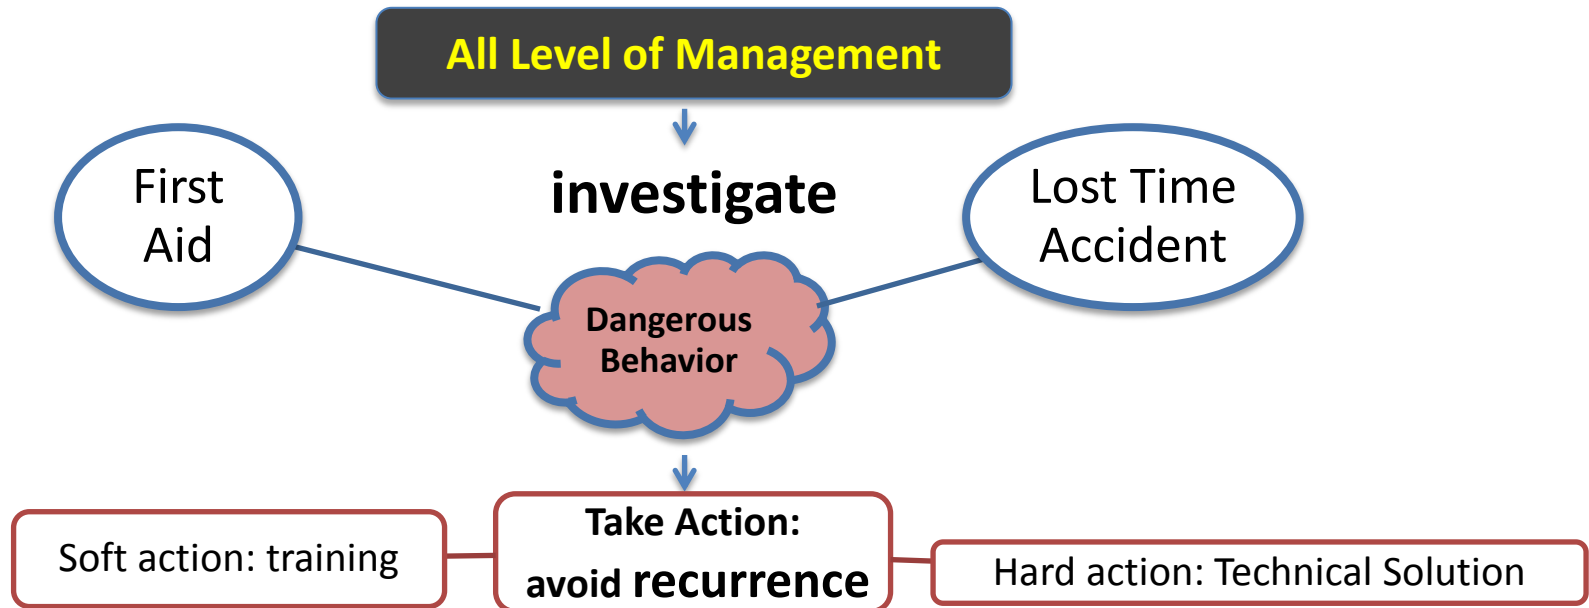 All Level of Management
First
Aid
investigate
Lost Time
Accident
Dangerous
Behavior
Take Action:
avoid recurrence
Soft action: training
Hard action: Technical Solution